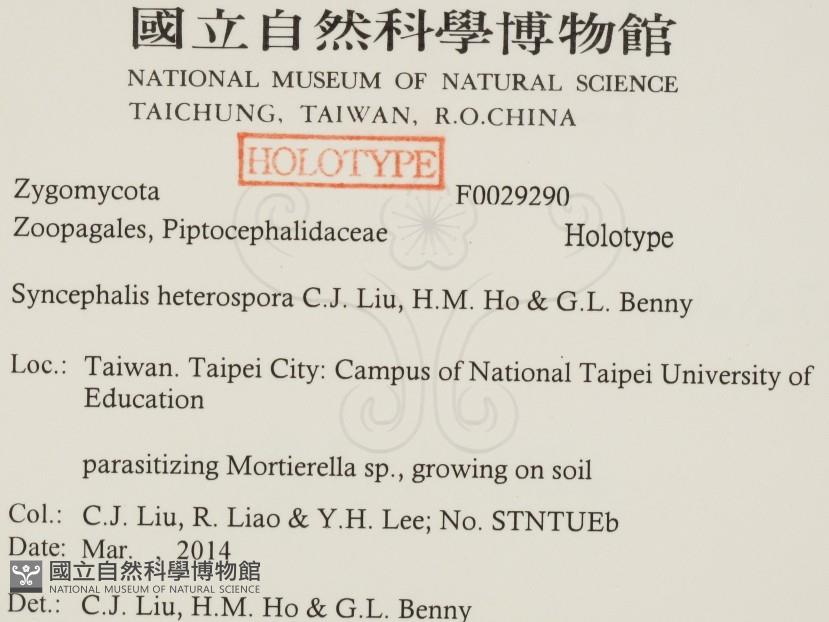 國立自然科學博物館
NATIONAL MUSEUM OF NATURAL SCIENCE
TAICHUNG, TAIWAN, R.O.CHINA
HOLOTYPE
Zygomycota F0029290
Zoopagales, Piptocephalidaceae Holotype
Syncephalis heterospora C.J. Liu, H.M. Ho & G.L. Benny
Loc.: Taiwan. Taipei City: Campus of National Taipei University of
Education
parasitizing Mortierella sp., growing on soil
Col.: C.J. Liu, R. Liao & Y.H. Lee; No. STNTUEb
Date: Mar. , 2014
國立自然科學博物館
NATIONAL MUSEUM OF NATURAL SCIENCE
Det.: C.J. Liu, H.M. Ho & G.L. Benny